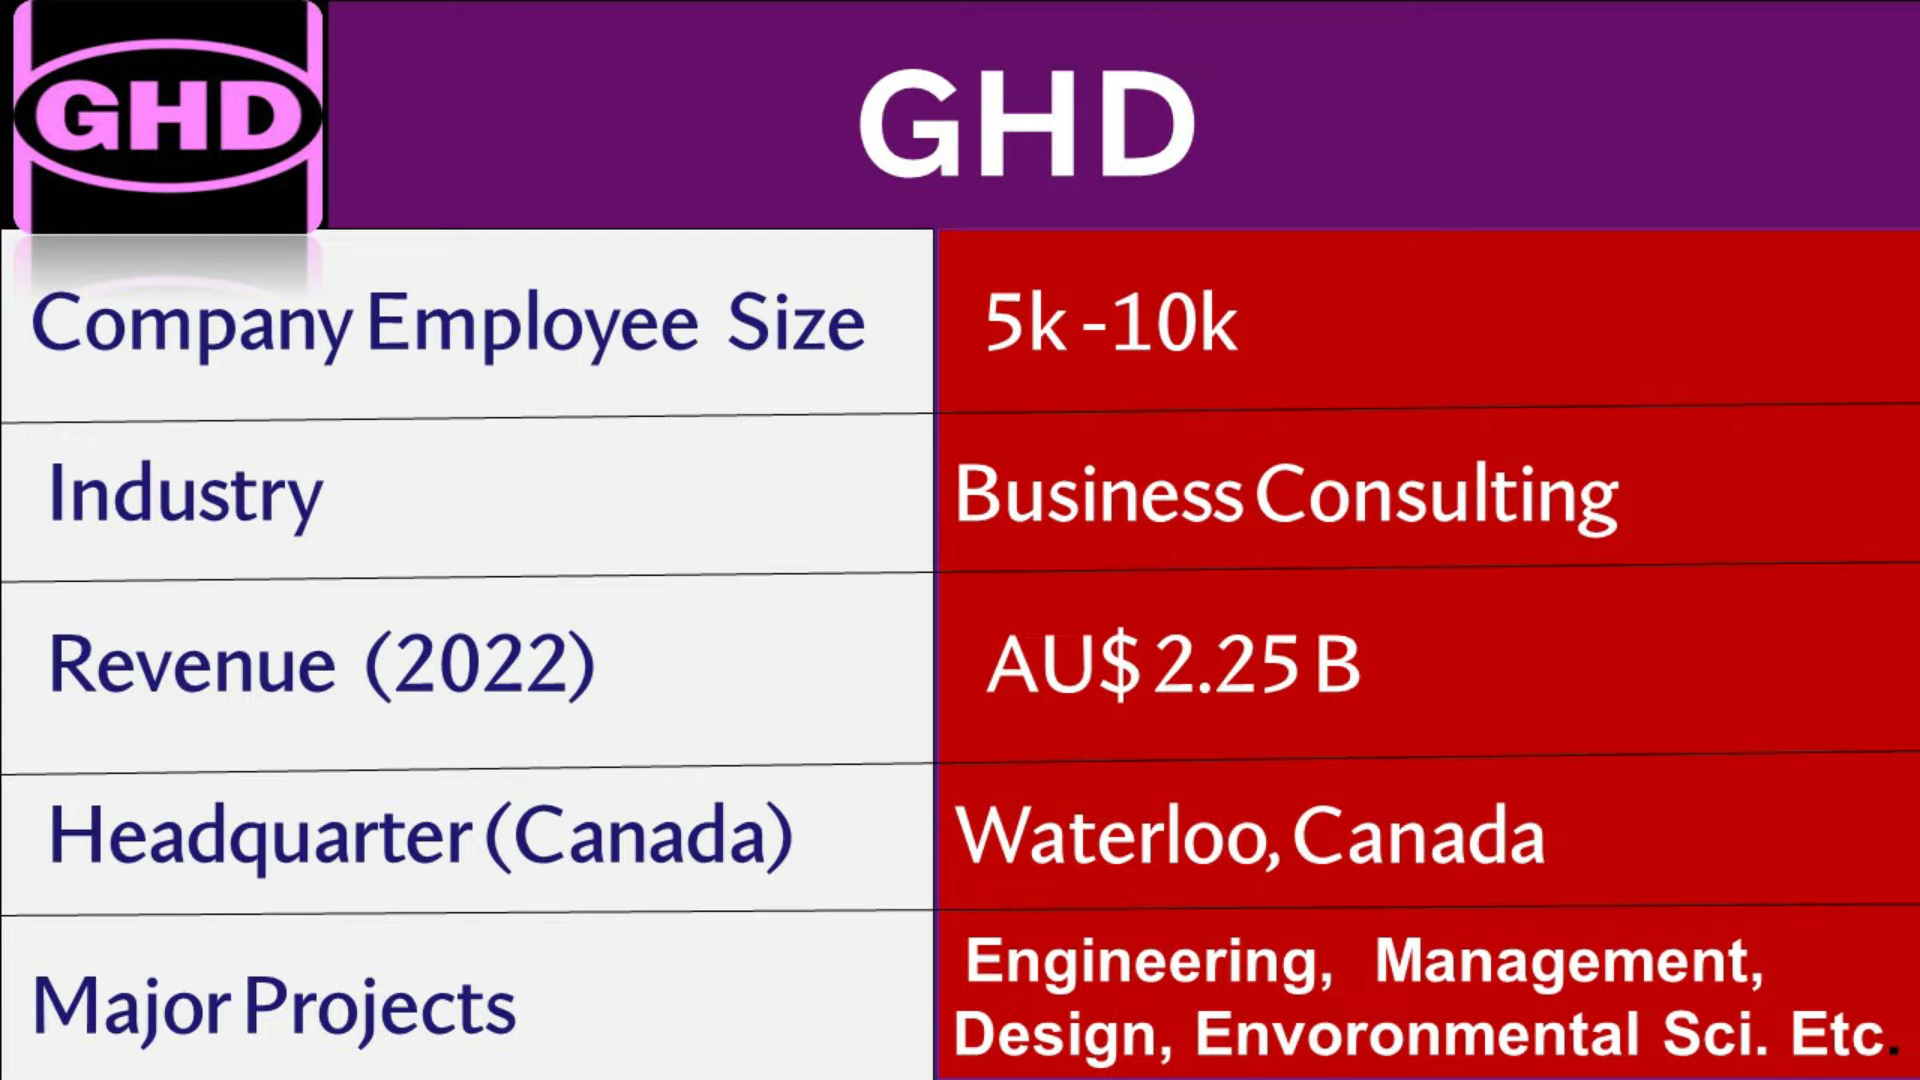 GHD
GHD
Company Employee Size
5k -10k
Industry
Business Consulting
Revenue (2022)
AU$ 2.25 B
Headquarter (Canada)
Waterloo, Canada
Major Projects
Engineering, Management,
Design, Envoronmental Sci. Etc.